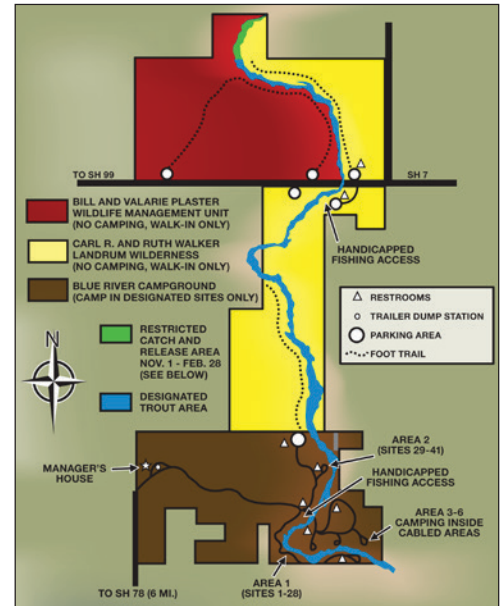 TO SH 99
SH 7
BILL AND VALARIE PLASTER
WILDLIFE MANAGEMENT UNIT
(NO CAMPING, WALK-IN ONLY)
CARL R. AND RUTH WALKER
LANDRUM WILDERNESS
(NO CAMPING, WALK-IN ONLY)
BLUE RIVER CAMPGROUND
(CAMP IN DESIGNATED SITES ONLY)
HANDICAPPED
FISHING ACCESS
RESTROOMS
TRAILER DUMP STATION
PARKING AREA
FOOT TRAIL
RESTRICTED
CATCH AND
RELEASE AREA
NOV. 1 - FEB. 28
(SEE BELOW)
N
DESIGNATED
TROUT AREA
MANAGER'S
HOUSE
AREA 2
(SITES 29-41)
HANDICAPPED
FISHING ACCESS
AREA 3-6
CAMPING INSIDE
CABLED AREAS
TO SH 78 (6 MI.)
AREA 1
(SITES 1-28)